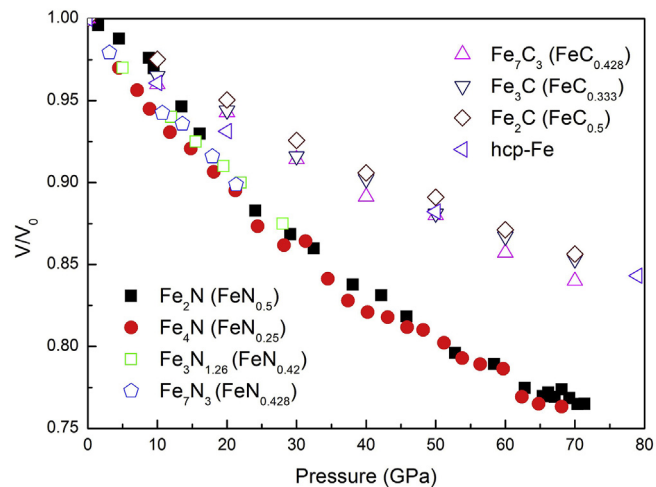 1.00
0.95
0.90
0.85
0.80
0.75
V/V₀
Fe₇C₃ (FeC₀.₄₂₈)
Fe₃C (FeC₀.₃₃₃)
Fe₂C (FeC₀.₅)
hcp-Fe
Fe₂N (FeN₀.₅)
Fe₄N (FeN₀.₂₅)
Fe₃N₁.₂₆ (FeN₀.₄₂)
Fe₇N₃ (FeN₀.₄₂₈)
0 10 20 30 40 50 60 70 80
Pressure (GPa)